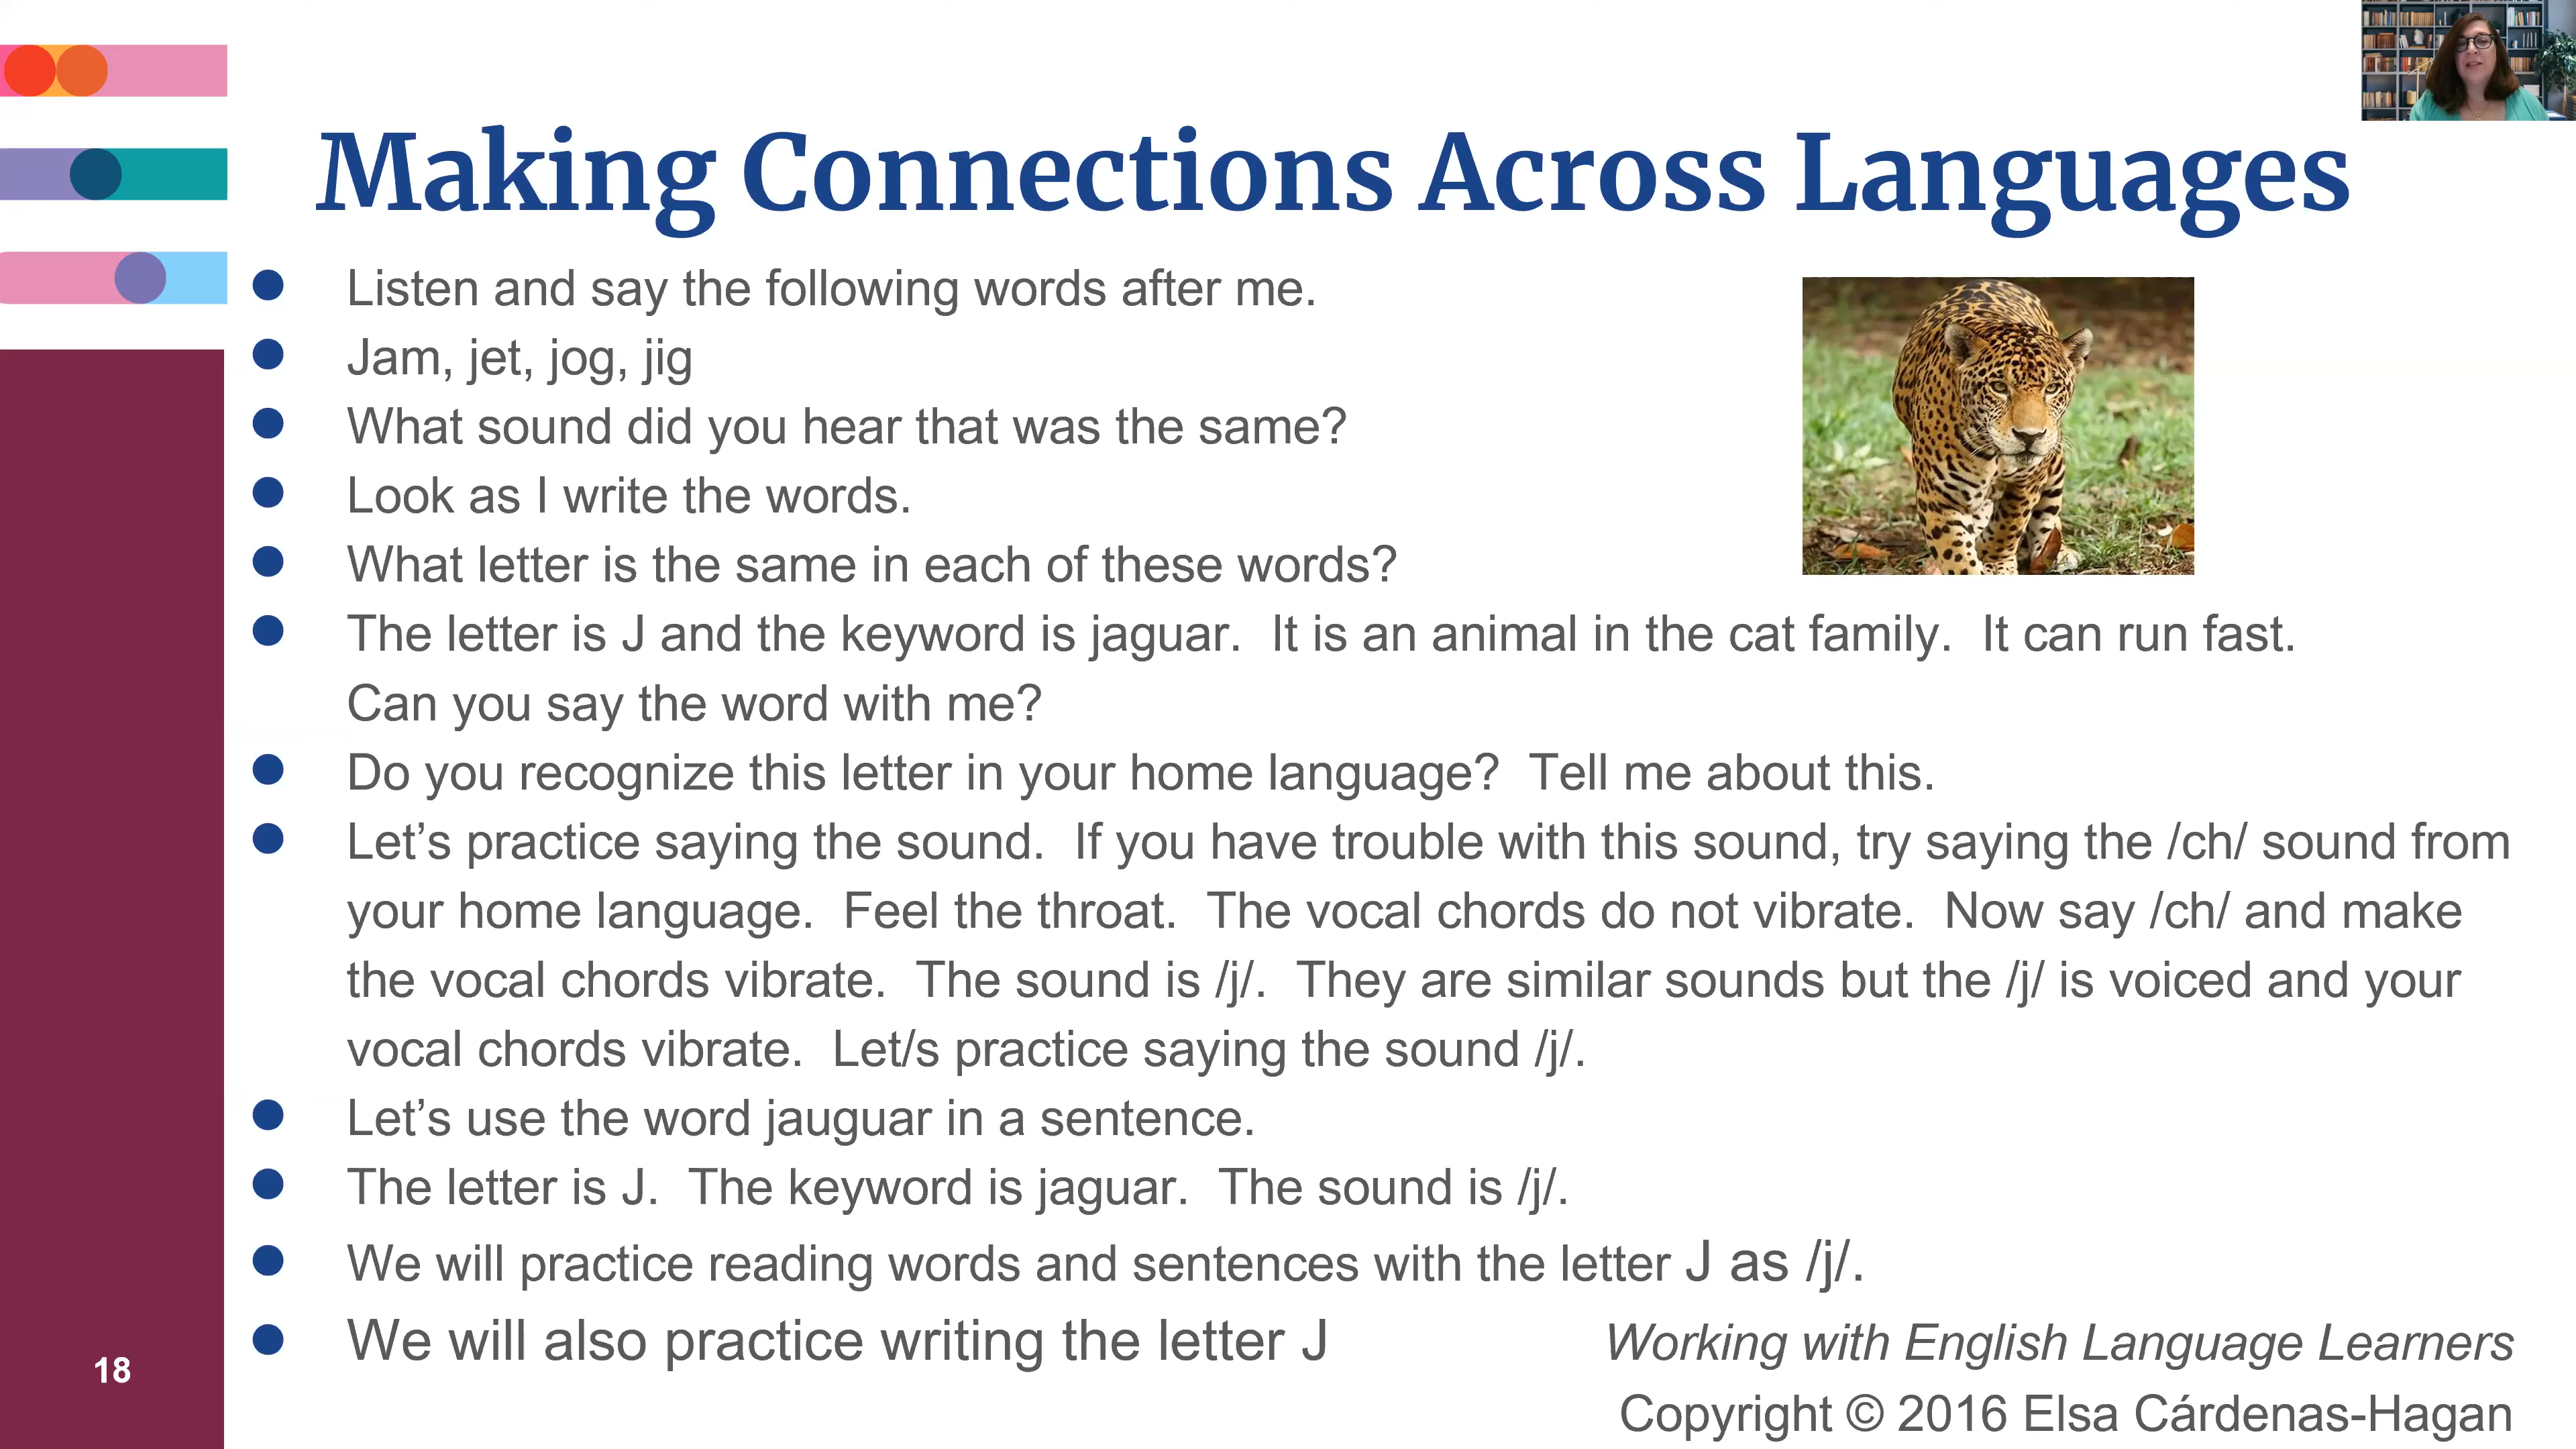 Making Connections Across Languages
● Listen and say the following words after me.
● Jam, jet, jog, jig
● What sound did you hear that was the same?
● Look as I write the words.
● What letter is the same in each of these words?
● The letter is J and the keyword is jaguar.  It is an animal in the cat family.  It can run fast.
Can you say the word with me?
● Do you recognize this letter in your home language?  Tell me about this.
● Let’s practice saying the sound.  If you have trouble with this sound, try saying the /ch/ sound from
your home language.  Feel the throat.  The vocal chords do not vibrate.  Now say /ch/ and make
the vocal chords vibrate.  The sound is /j/.  They are similar sounds but the /j/ is voiced and your
vocal chords vibrate.  Let/s practice saying the sound /j/.
● Let’s use the word jauguar in a sentence.
● The letter is J.  The keyword is jaguar.  The sound is /j/.
● We will practice reading words and sentences with the letter J as /j/.
● We will also practice writing the letter J
Working with English Language Learners
Copyright © 2016 Elsa Cárdenas-Hagan
18